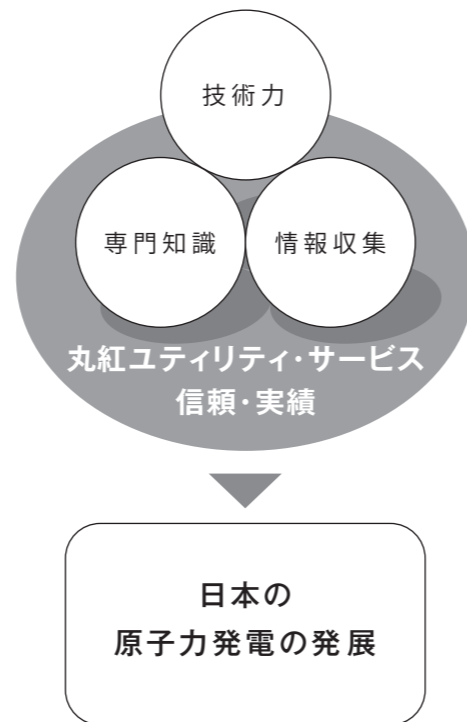 技術力
専門知識
情報収集
丸紅ユティリティ・サービス
信頼・実績
日本の
原子力発電の発展